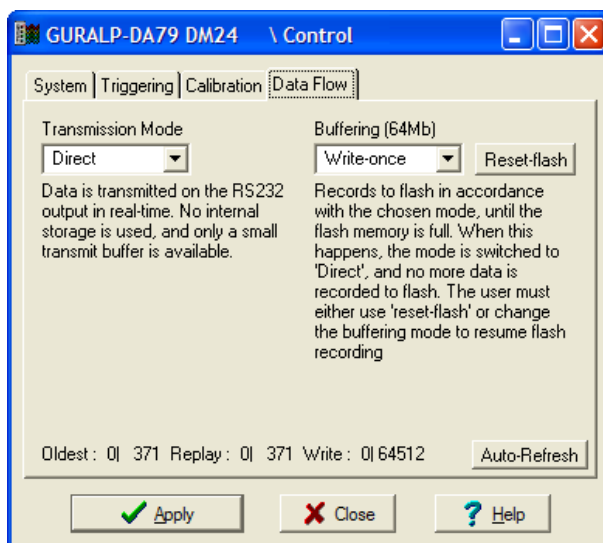 GURALP-DA79 DM24 \ Control
System Triggering Calibration Data Flow
Transmission Mode
Direct
Data is transmitted on the RS232
output in real-time. No internal
storage is used, and only a small
transmit buffer is available.
Buffering (64Mb)
Write-once Reset-flash
Records to flash in accordance
with the chosen mode, until the
flash memory is full. When this
happens, the mode is switched to
'Direct', and no more data is
recorded to flash. The user must
either use 'reset-flash' or change
the buffering mode to resume flash
recording
Oldest : 0| 371 Replay : 0| 371 Write : 0| 64512 Auto-Refresh
Apply Close ? Help